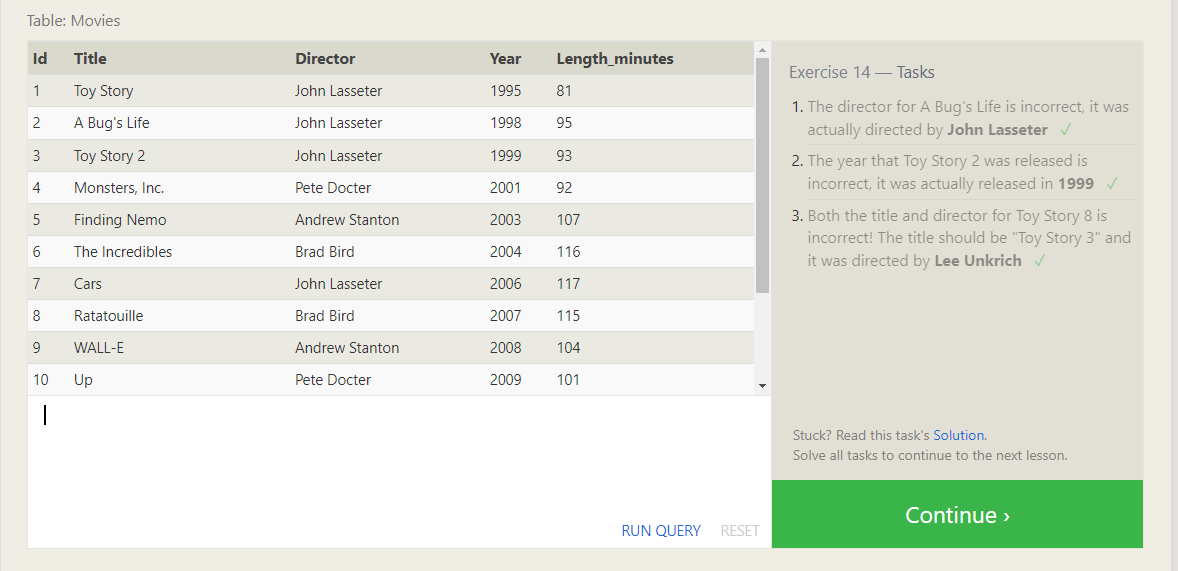 Table: Movies
Id Title Director Year Length_minutes
1 Toy Story John Lasseter 1995 81
2 A Bug's Life John Lasseter 1998 95
3 Toy Story 2 John Lasseter 1999 93
4 Monsters, Inc. Pete Docter 2001 92
5 Finding Nemo Andrew Stanton 2003 107
6 The Incredibles Brad Bird 2004 116
7 Cars John Lasseter 2006 117
8 Ratatouille Brad Bird 2007 115
9 WALL-E Andrew Stanton 2008 104
10 Up Pete Docter 2009 101
RUN QUERY RESET
Exercise 14 — Tasks
1. The director for A Bug's Life is incorrect, it was
actually directed by John Lasseter ✓
2. The year that Toy Story 2 was released is
incorrect, it was actually released in 1999 ✓
3. Both the title and director for Toy Story 8 is
incorrect! The title should be "Toy Story 3" and
it was directed by Lee Unkrich ✓
Stuck? Read this task's Solution.
Solve all tasks to continue to the next lesson.
Continue ›